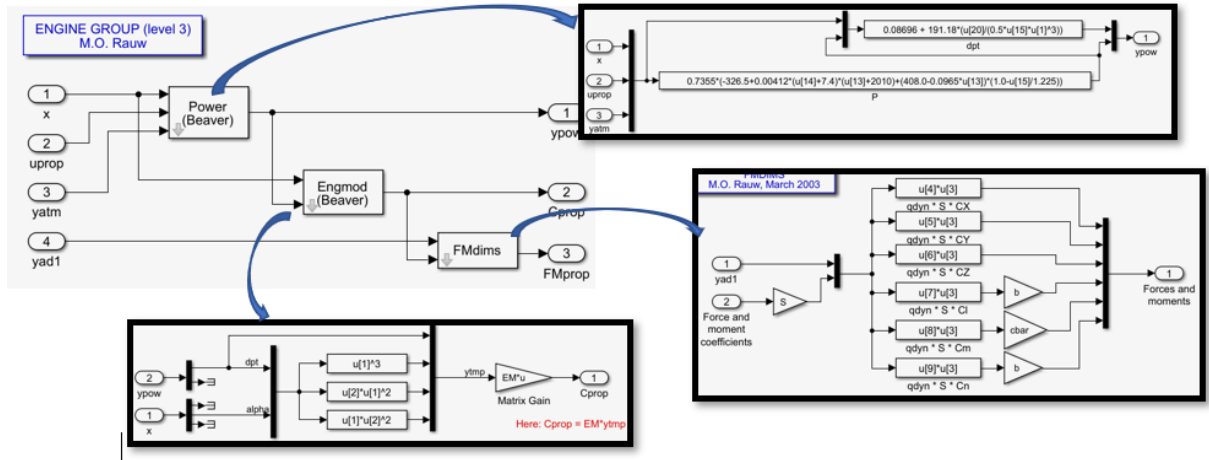 ENGINE GROUP (level 3)
M.O. Rauw
1
x
2
uprop
3
yatm
4
yad1
Power
(Beaver)
Engmod
(Beaver)
FMdims
1
ypow
2
Cprop
3
FMprop
1
x
2
uprop
3
yatm
0.08696 + 191.18*(u[20]/(0.5*u[15]*u[1]^3))
dpt
0.7355*(-326.5+0.00412*(u[14]+7.4)*(u[13]+2010)+(408.0-0.0965*u[13])*(1.0-u[15]/1.225))
P
1
ypow
FMDIMS
M.O. Rauw, March 2003
1
yad1
2
Force and
moment
coefficients
S
u[4]*u[3]
qdyn * S * CX
u[5]*u[3]
qdyn * S * CY
u[6]*u[3]
qdyn * S * CZ
u[7]*u[3]
qdyn * S * Cl
u[8]*u[3]
qdyn * S * Cm
u[9]*u[3]
qdyn * S * Cn
b
cbar
b
1
Forces and
moments
2
ypow
1
x
dpt
alpha
u[1]^3
u[2]*u[1]^2
u[1]*u[2]^2
ytmp
EM*u
Matrix Gain
1
Cprop
Here: Cprop = EM*ytmp